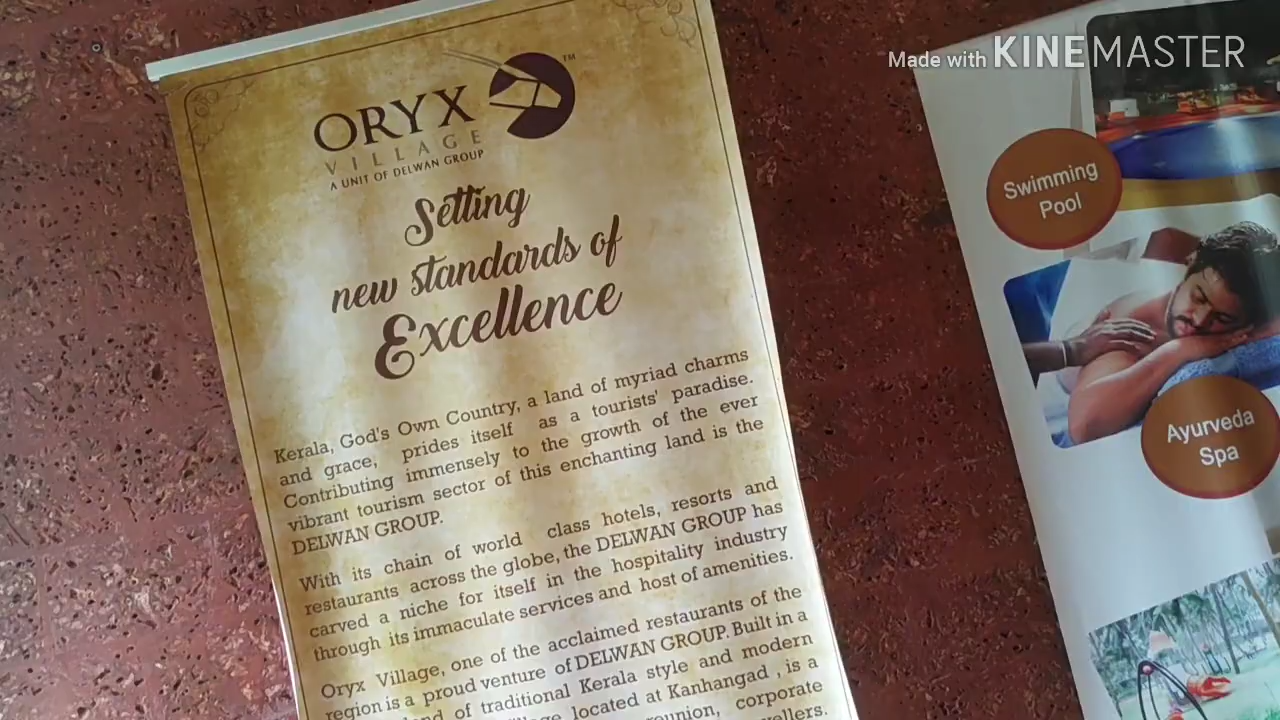 Made with KINEMASTER
ORYX
VILLAGE
A UNIT OF DELWAN GROUP
TM
Setting
new standards of
Excellence
Kerala, God's Own Country, a land of myriad charms
and grace, prides itself as a tourists' paradise.
Contributing immensely to the growth of the ever
vibrant tourism sector of this enchanting land is the
DELWAN GROUP.
With its chain of world class hotels, resorts and
restaurants across the globe, the DELWAN GROUP has
carved a niche for itself in the hospitality industry
through its immaculate services and host of amenities.
Oryx Village, one of the acclaimed restaurants of the
region is a proud venture of DELWAN GROUP. Built in a
of traditional Kerala style and modern
located at Kanhangad , is a
corporate
Swimming
Pool
Ayurveda
Spa